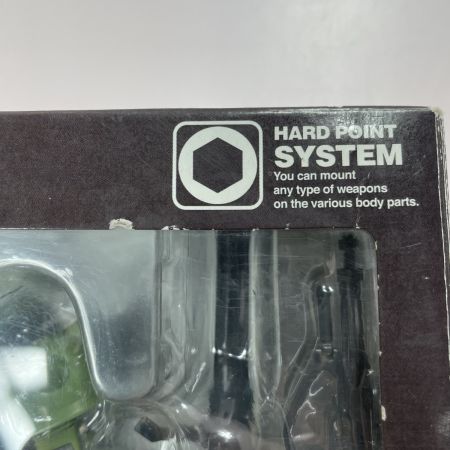 HARD POINT
SYSTEM
You can mount
any type of weapons
on the various body parts.